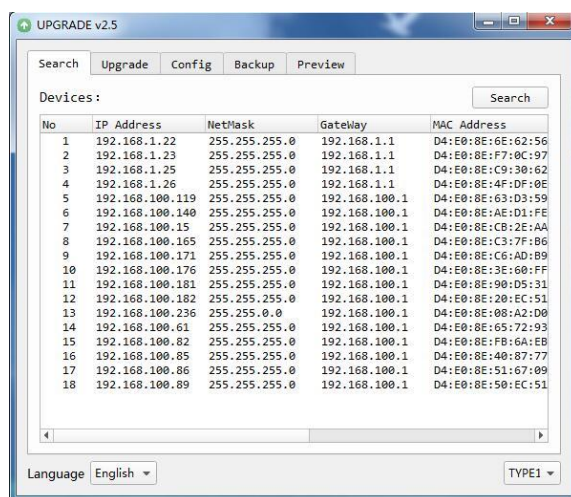 UPGRADE v2.5
Search Upgrade Config Backup Preview
Devices: Search
No IP Address NetMask GateWay MAC Address
1 192.168.1.22 255.255.255.0 192.168.1.1 D4:E0:8E:6E:62:56
2 192.168.1.23 255.255.255.0 192.168.1.1 D4:E0:8E:F7:0C:97
3 192.168.1.25 255.255.255.0 192.168.1.1 D4:E0:8E:C9:30:62
4 192.168.1.26 255.255.255.0 192.168.1.1 D4:E0:8E:4F:DF:0E
5 192.168.100.119 255.255.255.0 192.168.100.1 D4:E0:8E:63:D3:59
6 192.168.100.140 255.255.255.0 192.168.100.1 D4:E0:8E:AE:D1:FE
7 192.168.100.15 255.255.255.0 192.168.100.1 D4:E0:8E:CB:2E:AA
8 192.168.100.165 255.255.255.0 192.168.100.1 D4:E0:8E:C3:7F:B6
9 192.168.100.171 255.255.255.0 192.168.100.1 D4:E0:8E:C6:AD:B9
10 192.168.100.176 255.255.255.0 192.168.100.1 D4:E0:8E:3E:60:FF
11 192.168.100.181 255.255.255.0 192.168.100.1 D4:E0:8E:90:D5:31
12 192.168.100.182 255.255.255.0 192.168.100.1 D4:E0:8E:20:EC:51
13 192.168.100.236 255.255.0.0 192.168.100.1 D4:E0:8E:08:A2:D0
14 192.168.100.61 255.255.255.0 192.168.100.1 D4:E0:8E:65:72:93
15 192.168.100.82 255.255.255.0 192.168.100.1 D4:E0:8E:FB:6A:EB
16 192.168.100.85 255.255.255.0 192.168.100.1 D4:E0:8E:40:87:77
17 192.168.100.86 255.255.255.0 192.168.100.1 D4:E0:8E:51:67:09
18 192.168.100.89 255.255.255.0 192.168.100.1 D4:E0:8E:50:EC:51
Language English TYPE1